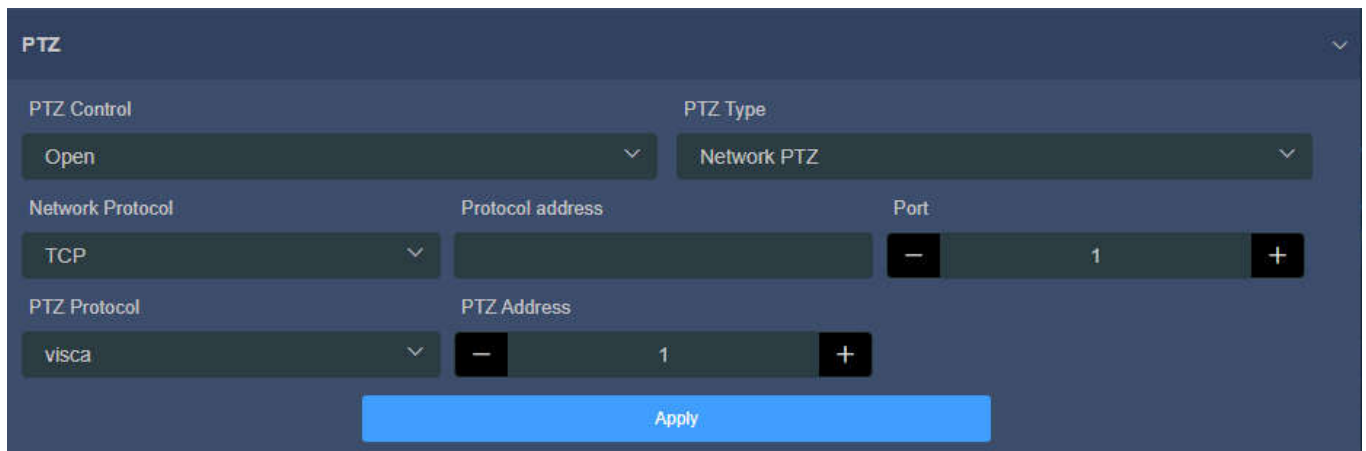 PTZ
PTZ Control PTZ Type
Open Network PTZ
Network Protocol Protocol address Port
TCP − 1 +
PTZ Protocol PTZ Address
visca − 1 +
Apply